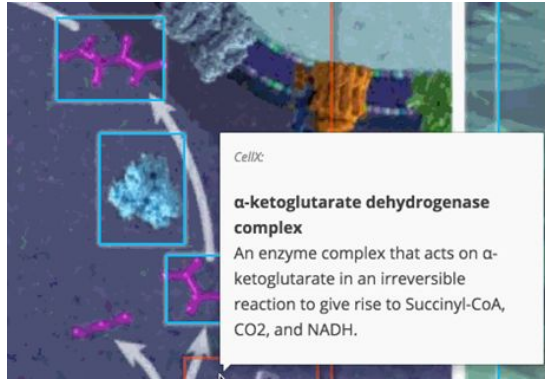 CellX:
α-ketoglutarate dehydrogenase
complex
An enzyme complex that acts on α-
ketoglutarate in an irreversible
reaction to give rise to Succinyl-CoA,
CO2, and NADH.